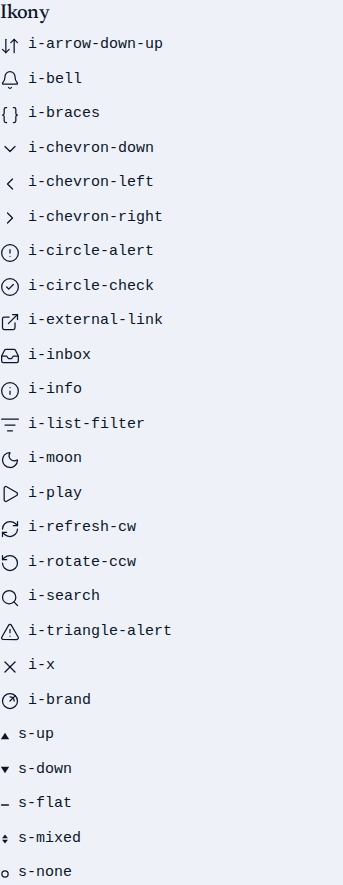 Ikony
i-arrow-down-up
i-bell
i-braces
i-chevron-down
i-chevron-left
i-chevron-right
i-circle-alert
i-circle-check
i-external-link
i-inbox
i-info
i-list-filter
i-moon
i-play
i-refresh-cw
i-rotate-ccw
i-search
i-triangle-alert
i-x
i-brand
s-up
s-down
s-flat
s-mixed
s-none